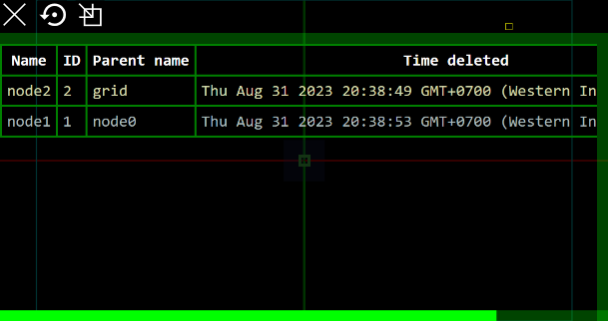 Name ID Parent name Time deleted
node2 2 grid Thu Aug 31 2023 20:38:49 GMT+0700 (Western In
node1 1 node0 Thu Aug 31 2023 20:38:53 GMT+0700 (Western In